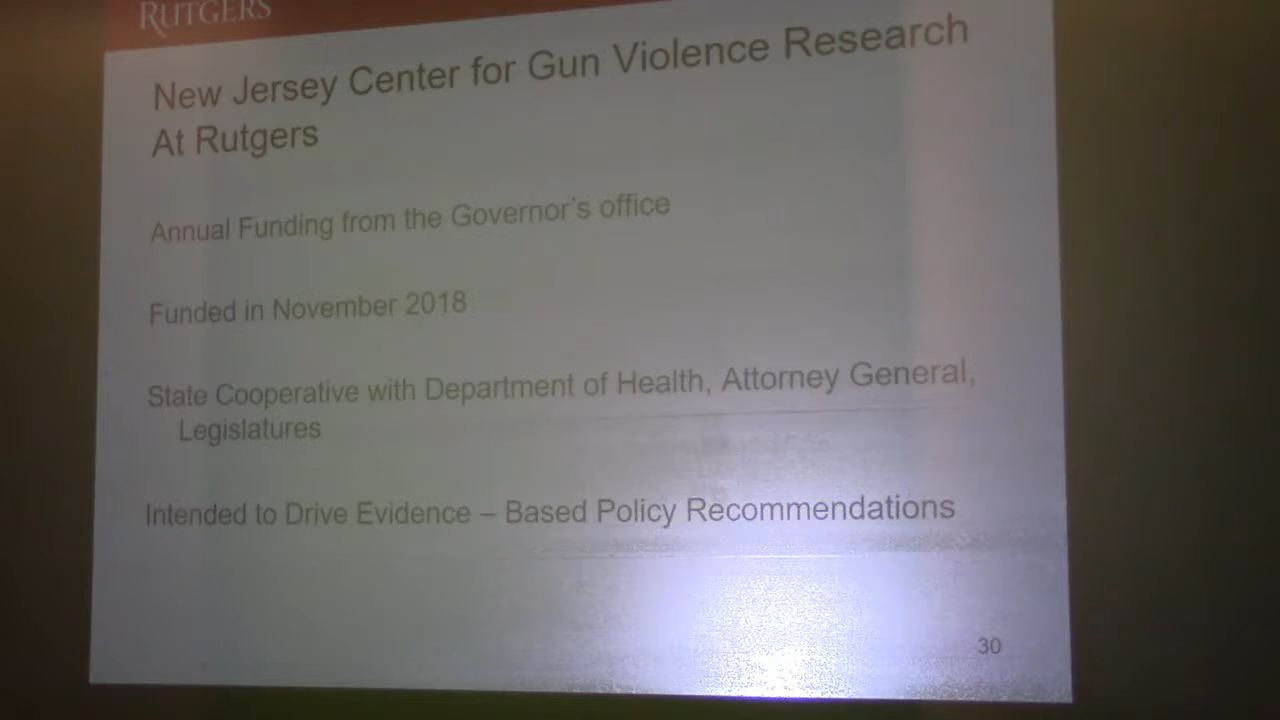 RUTGERS
New Jersey Center for Gun Violence Research
At Rutgers
Annual Funding from the Governor's office
Funded in November 2018
State Cooperative with Department of Health, Attorney General,
Legislatures
Intended to Drive Evidence – Based Policy Recommendations
30